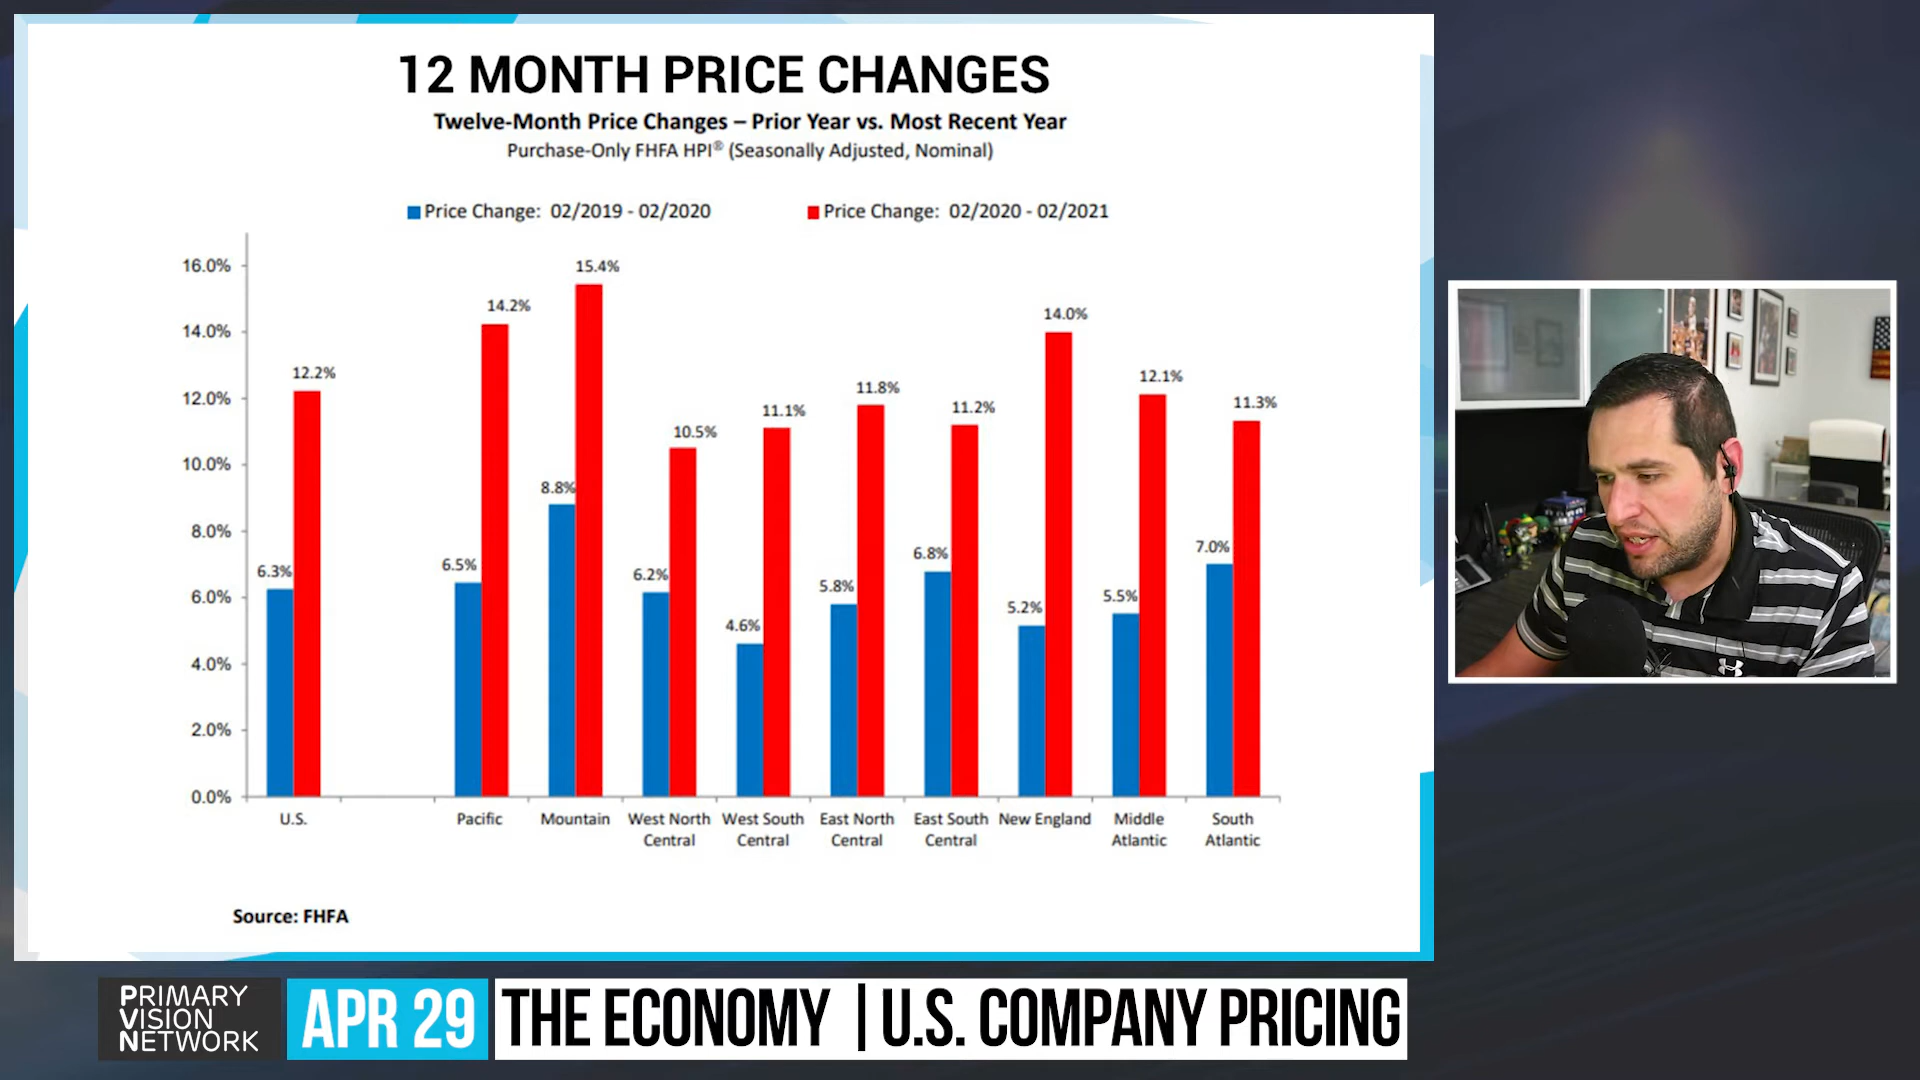 12 MONTH PRICE CHANGES
Twelve-Month Price Changes – Prior Year vs. Most Recent Year
Purchase-Only FHFA HPI® (Seasonally Adjusted, Nominal)
Price Change: 02/2019 - 02/2020
Price Change: 02/2020 - 02/2021
16.0%
14.0%
12.0%
10.0%
8.0%
6.0%
4.0%
2.0%
0.0%
6.3%
12.2%
6.5%
14.2%
8.8%
15.4%
6.2%
10.5%
4.6%
11.1%
5.8%
11.8%
6.8%
11.2%
5.2%
14.0%
5.5%
12.1%
7.0%
11.3%
U.S.
Pacific
Mountain
West North
Central
West South
Central
East North
Central
East South
Central
New England
Middle
Atlantic
South
Atlantic
Source: FHFA
PRIMARY
VISION
NETWORK
APR 29
THE ECONOMY | U.S. COMPANY PRICING